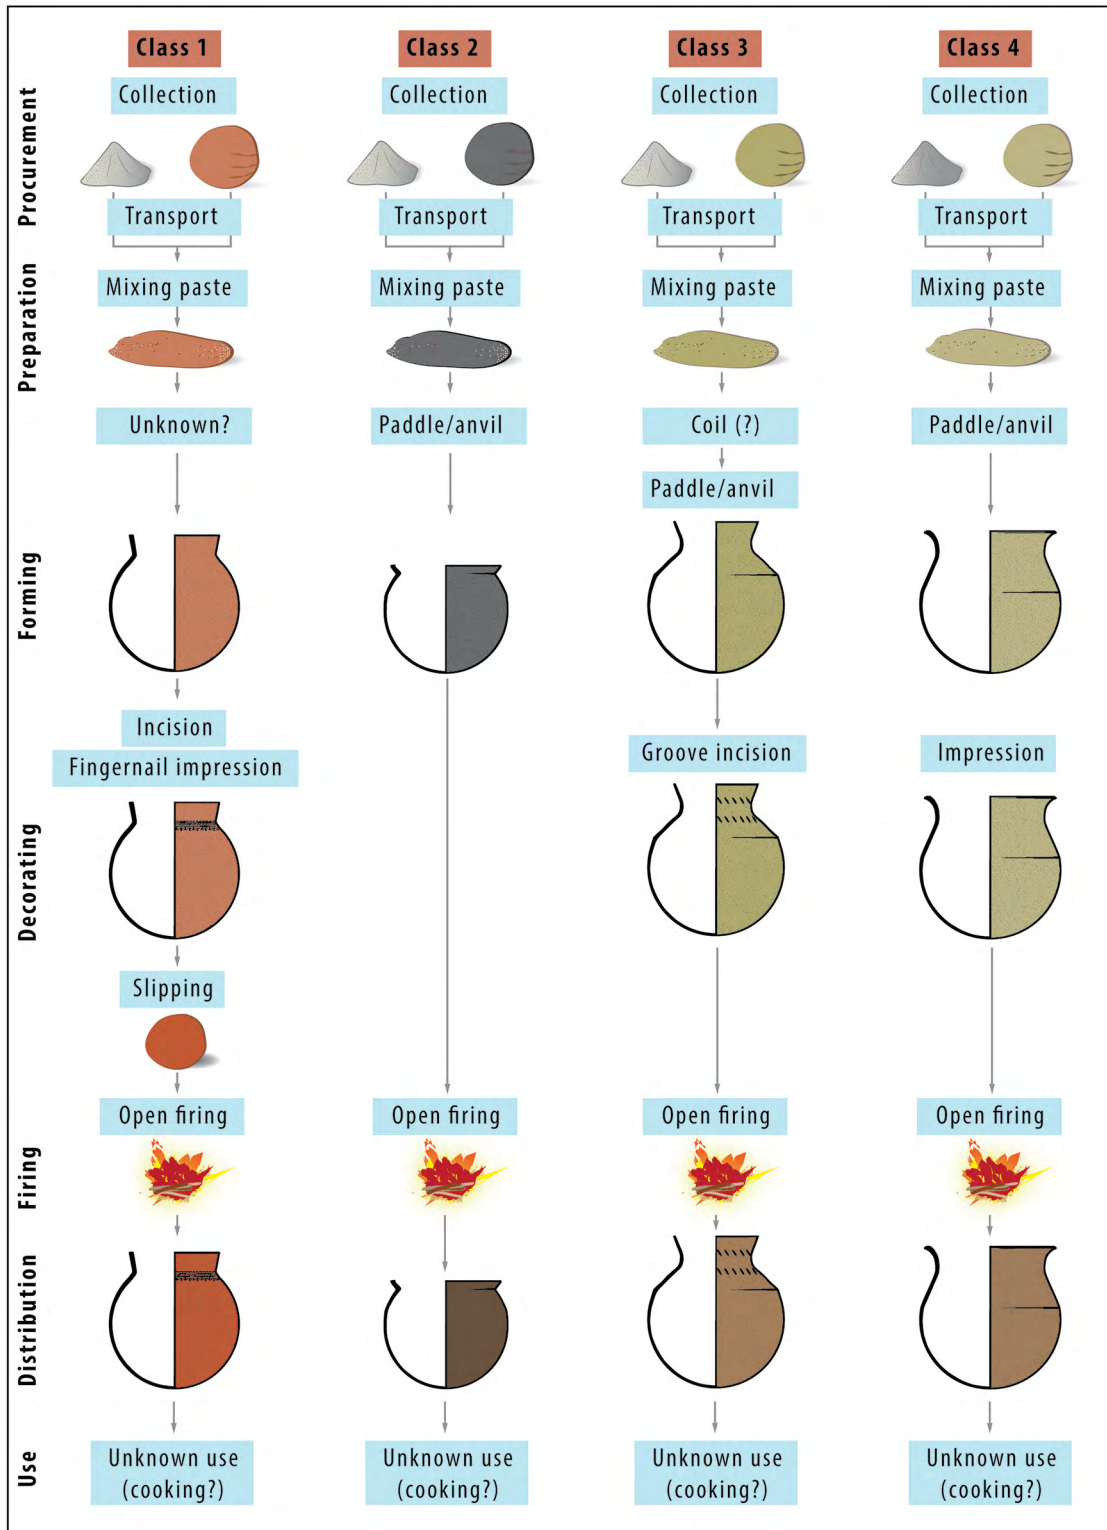 Class 1
Class 2
Class 3
Class 4
Procurement
Collection
Collection
Collection
Collection
Transport
Transport
Transport
Transport
Preparation
Mixing paste
Mixing paste
Mixing paste
Mixing paste
Unknown?
Paddle/anvil
Coil (?)
Paddle/anvil
Paddle/anvil
Forming
Incision
Fingernail impression
Groove incision
Impression
Decorating
Slipping
Open firing
Open firing
Open firing
Open firing
Firing
Distribution
Use
Unknown use
(cooking?)
Unknown use
(cooking?)
Unknown use
(cooking?)
Unknown use
(cooking?)